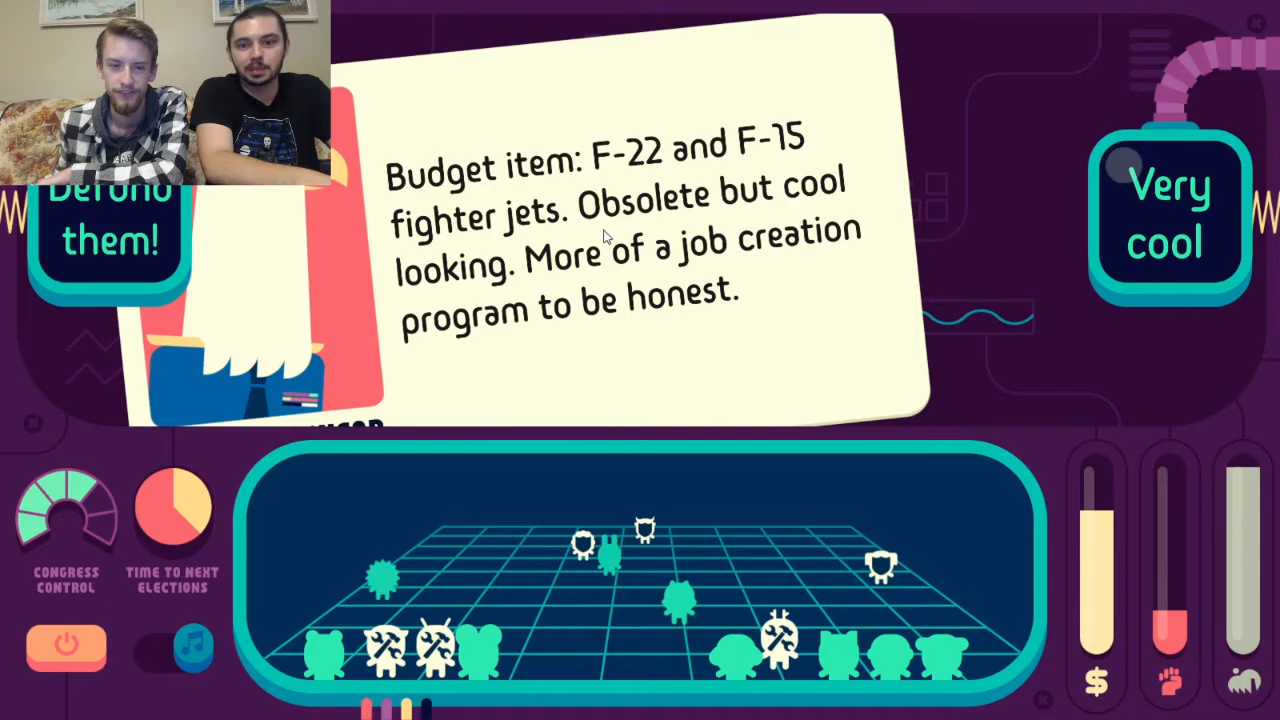 Defund
them!
Budget item: F-22 and F-15
fighter jets. Obsolete but cool
looking. More of a job creation
program to be honest.
Very
cool
CONGRESS
CONTROL
TIME TO NEXT
ELECTIONS
$